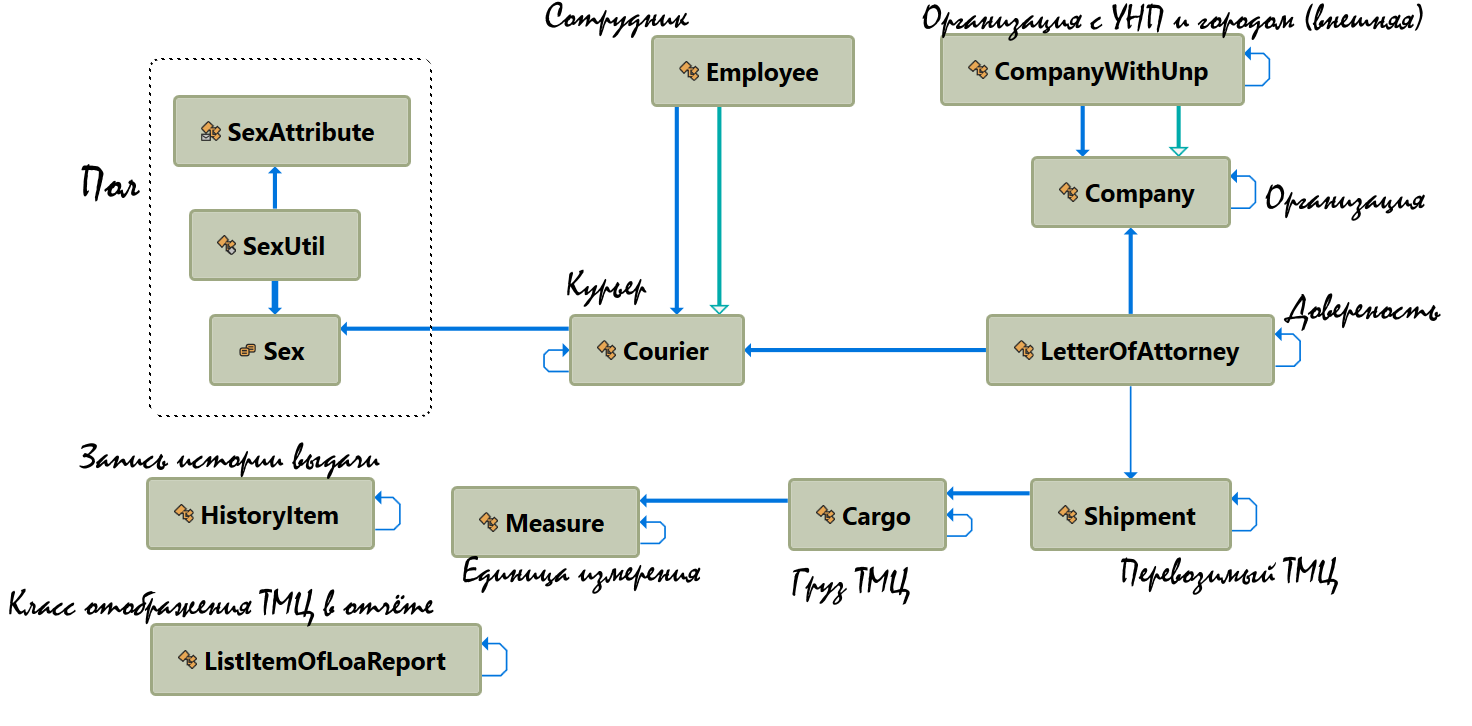 Сотрудник
Организация с УНП и городом (внешняя)
Employee
CompanyWithUnp
SexAttribute
Пол
Company
Организация
SexUtil
Курьер
Довереность
Sex
Courier
LetterOfAttorney
Запись истории выдачи
HistoryItem
Measure
Cargo
Shipment
Единица измерения
Груз ТМЦ
Перевозимый ТМЦ
Класс отображения ТМЦ в отчёте
ListItemOfLoaReport